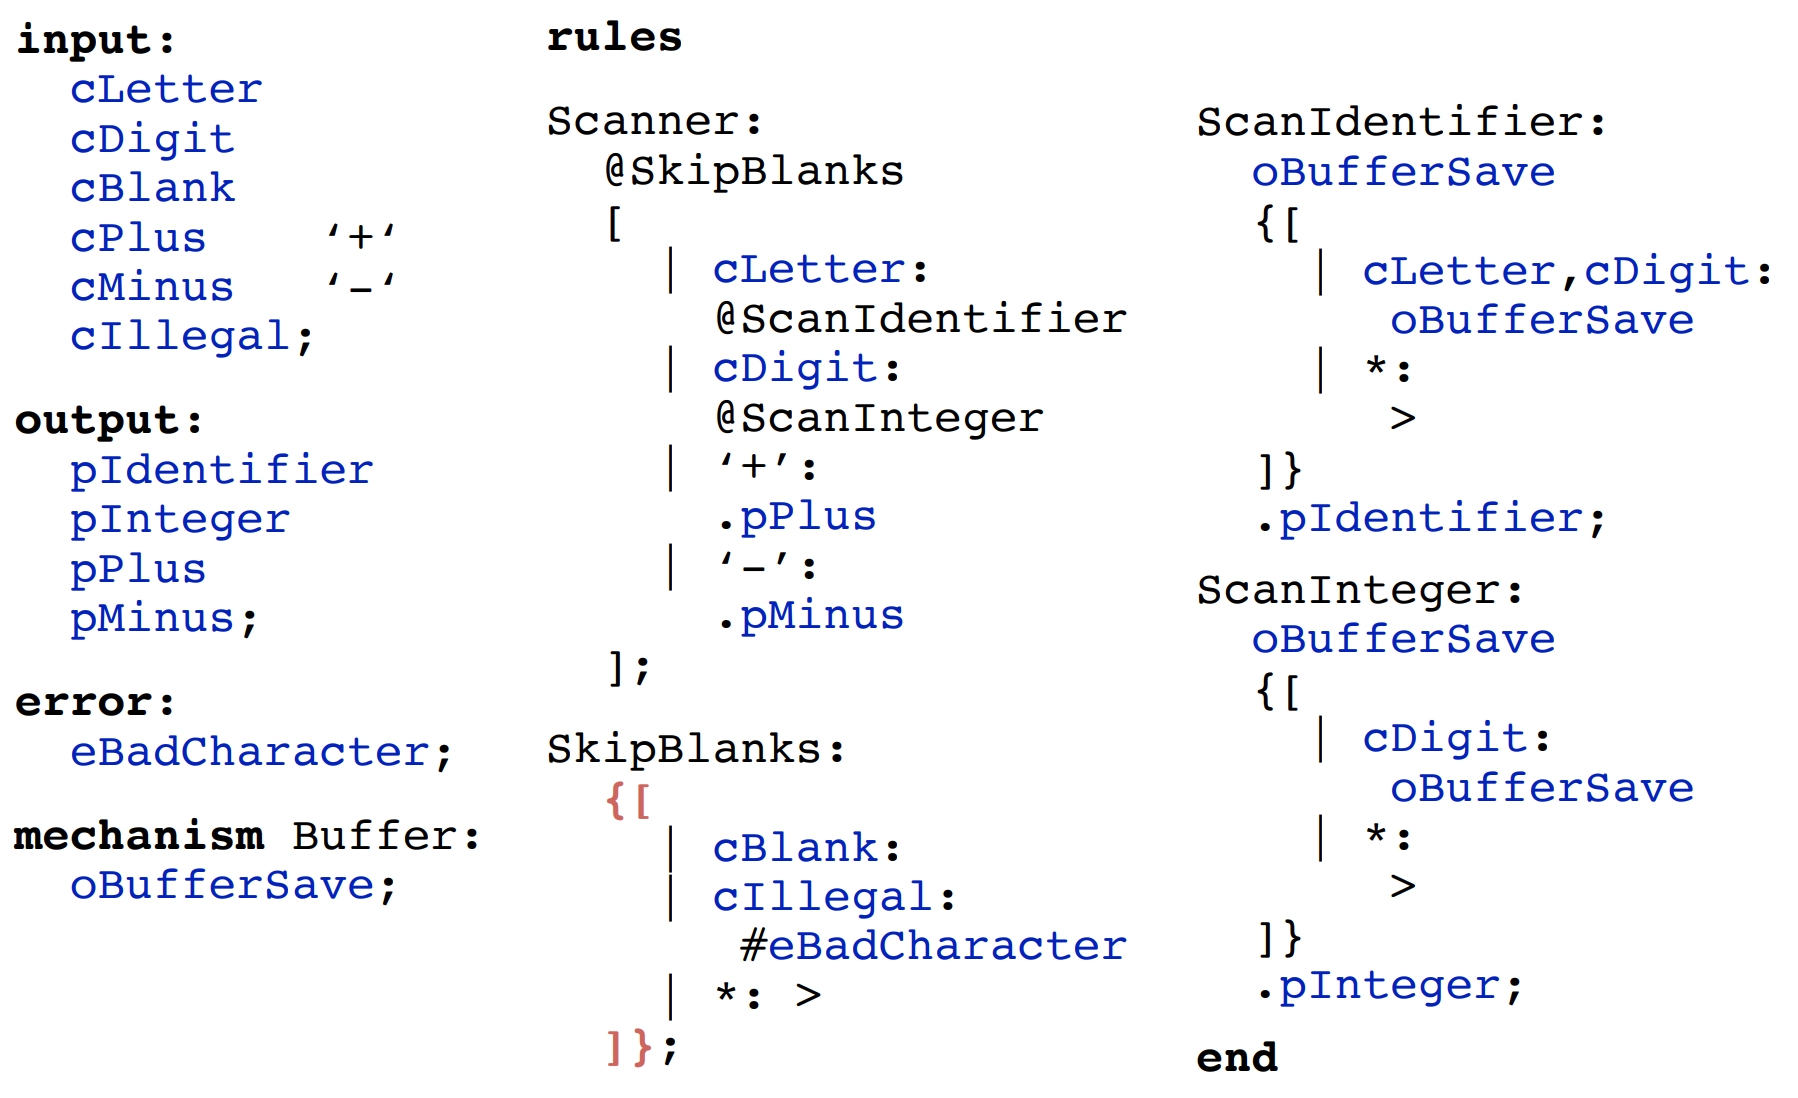 input:
cLetter
cDigit
cBlank
cPlus ‘+‘
cMinus ‘-‘
cIllegal;
output:
pIdentifier
pInteger
pPlus
pMinus;
error:
eBadCharacter;
mechanism Buffer:
oBufferSave;
rules
Scanner:
@SkipBlanks
[
| cLetter:
@ScanIdentifier
| cDigit:
@ScanInteger
| ‘+’:
.pPlus
| ‘-’:
.pMinus
];
SkipBlanks:
{[
| cBlank:
| cIllegal:
#eBadCharacter
| *: >
]};
ScanIdentifier:
oBufferSave
{[
| cLetter,cDigit:
oBufferSave
| *:
>
]}
.pIdentifier;
ScanInteger:
oBufferSave
{[
| cDigit:
oBufferSave
| *:
>
]}
.pInteger;
end